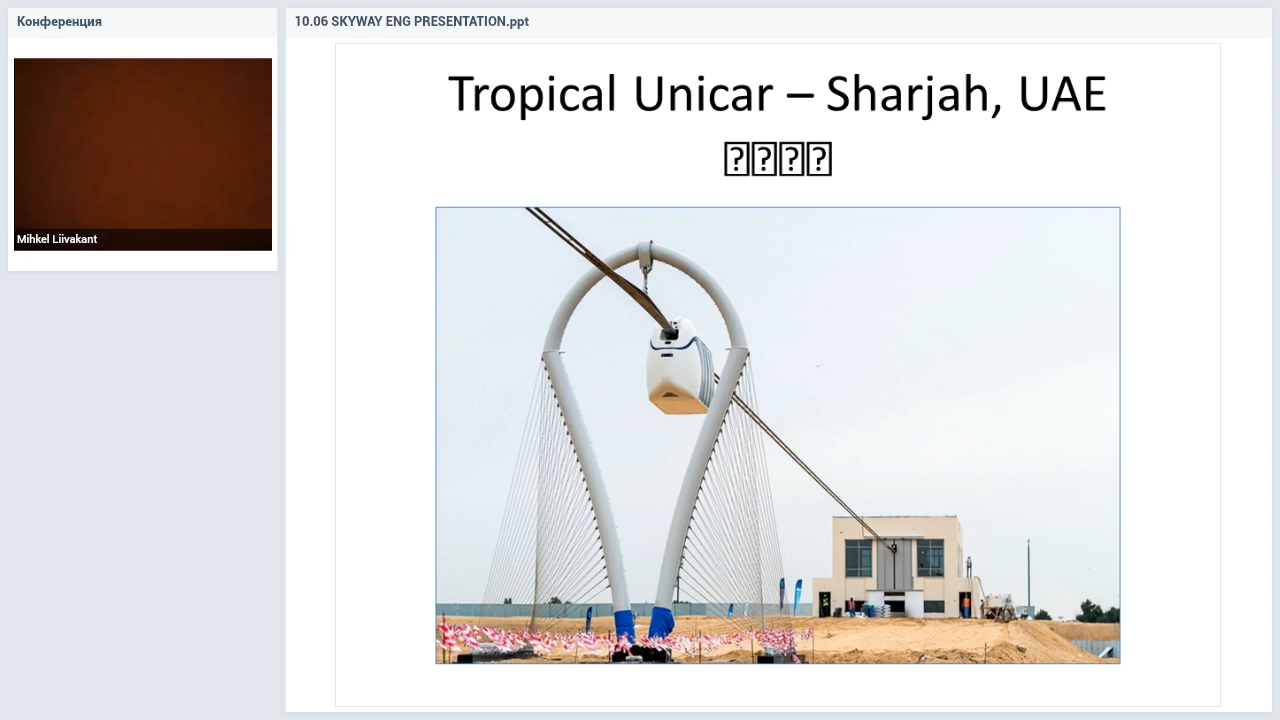 Конференция
10.06 SKYWAY ENG PRESENTATION.ppt
Mihkel Liivakant
Tropical Unicar – Sharjah, UAE